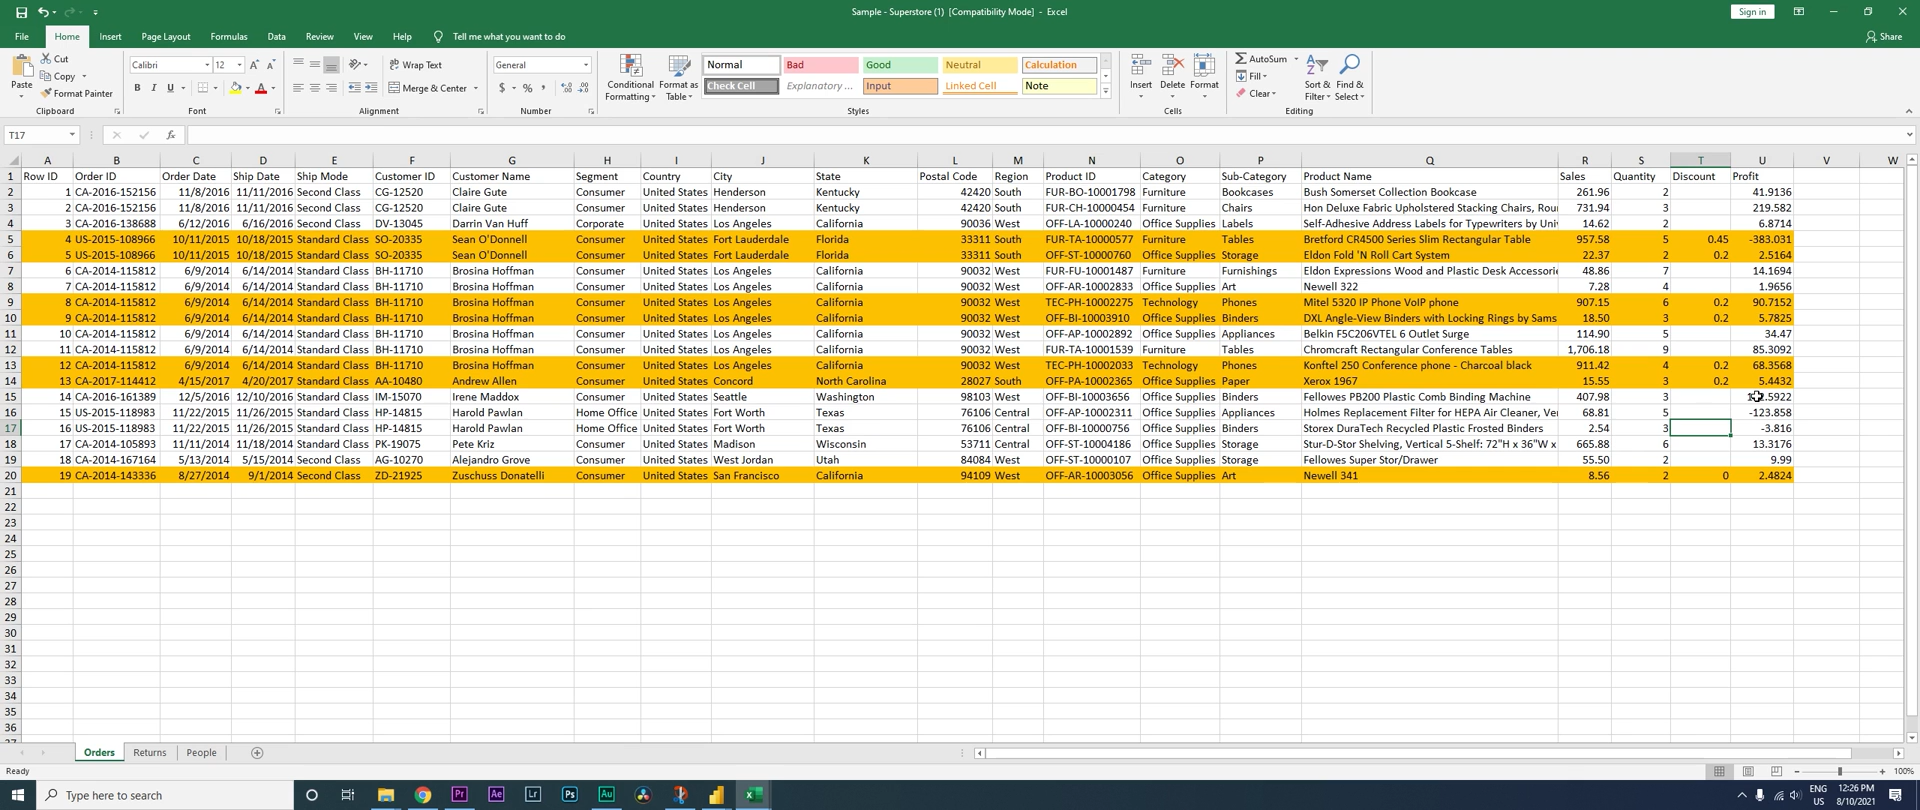 Sample - Superstore (1) [Compatibility Mode] - Excel
Sign in
File Home Insert Page Layout Formulas Data Review View Help Tell me what you want to do Share
Paste Cut Copy Format Painter Clipboard
Calibri 12 B I U Font
Wrap Text Merge & Center Alignment
General $ % , Number
Conditional Formatting Format as Table
Normal Bad Good Neutral Calculation
Check Cell Explanatory ... Input Linked Cell Note
Styles
Insert Delete Format Cells
AutoSum Fill Clear Sort & Filter Find & Select Editing
T17 fx
A B C D E F G H I J K L M N O P Q R S T U V W
1 Row ID Order ID Order Date Ship Date Ship Mode Customer ID Customer Name Segment Country City State Postal Code Region Product ID Category Sub-Category Product Name Sales Quantity Discount Profit
2 1 CA-2016-152156 11/8/2016 11/11/2016 Second Class CG-12520 Claire Gute Consumer United States Henderson Kentucky 42420 South FUR-BO-10001798 Furniture Bookcases Bush Somerset Collection Bookcase 261.96 2 41.9136
3 2 CA-2016-152156 11/8/2016 11/11/2016 Second Class CG-12520 Claire Gute Consumer United States Henderson Kentucky 42420 South FUR-CH-10000454 Furniture Chairs Hon Deluxe Fabric Upholstered Stacking Chairs, Rou 731.94 3 219.582
4 3 CA-2016-138688 6/12/2016 6/16/2016 Second Class DV-13045 Darrin Van Huff Corporate United States Los Angeles California 90036 West OFF-LA-10000240 Office Supplies Labels Self-Adhesive Address Labels for Typewriters by Uni 14.62 2 6.8714
5 4 US-2015-108966 10/11/2015 10/18/2015 Standard Class SO-20335 Sean O'Donnell Consumer United States Fort Lauderdale Florida 33311 South FUR-TA-10000577 Furniture Tables Bretford CR4500 Series Slim Rectangular Table 957.58 5 0.45 -383.031
6 5 US-2015-108966 10/11/2015 10/18/2015 Standard Class SO-20335 Sean O'Donnell Consumer United States Fort Lauderdale Florida 33311 South OFF-ST-10000760 Office Supplies Storage Eldon Fold 'N Roll Cart System 22.37 2 0.2 2.5164
7 6 CA-2014-115812 6/9/2014 6/14/2014 Standard Class BH-11710 Brosina Hoffman Consumer United States Los Angeles California 90032 West FUR-FU-10001487 Furniture Furnishings Eldon Expressions Wood and Plastic Desk Accessorie 48.86 7 14.1694
8 7 CA-2014-115812 6/9/2014 6/14/2014 Standard Class BH-11710 Brosina Hoffman Consumer United States Los Angeles California 90032 West OFF-AR-10002833 Office Supplies Art Newell 322 7.28 4 1.9656
9 8 CA-2014-115812 6/9/2014 6/14/2014 Standard Class BH-11710 Brosina Hoffman Consumer United States Los Angeles California 90032 West TEC-PH-10002275 Technology Phones Mitel 5320 IP Phone VoIP phone 907.15 6 0.2 90.7152
10 9 CA-2014-115812 6/9/2014 6/14/2014 Standard Class BH-11710 Brosina Hoffman Consumer United States Los Angeles California 90032 West OFF-BI-10003910 Office Supplies Binders DXL Angle-View Binders with Locking Rings by Sams 18.50 3 0.2 5.7825
11 10 CA-2014-115812 6/9/2014 6/14/2014 Standard Class BH-11710 Brosina Hoffman Consumer United States Los Angeles California 90032 West OFF-AP-10002892 Office Supplies Appliances Belkin F5C206VTEL 6 Outlet Surge 114.90 5 34.47
12 11 CA-2014-115812 6/9/2014 6/14/2014 Standard Class BH-11710 Brosina Hoffman Consumer United States Los Angeles California 90032 West FUR-TA-10001539 Furniture Tables Chromcraft Rectangular Conference Tables 1,706.18 9 85.3092
13 12 CA-2014-115812 6/9/2014 6/14/2014 Standard Class BH-11710 Brosina Hoffman Consumer United States Los Angeles California 90032 West TEC-PH-10002033 Technology Phones Konftel 250 Conference phone - Charcoal black 911.42 4 0.2 68.3568
14 13 CA-2017-114412 4/15/2017 4/20/2017 Standard Class AA-10480 Andrew Allen Consumer United States Concord North Carolina 28027 South OFF-PA-10002365 Office Supplies Paper Xerox 1967 15.55 3 0.2 5.4432
15 14 CA-2016-161389 12/5/2016 12/10/2016 Standard Class IM-15070 Irene Maddox Consumer United States Seattle Washington 98103 West OFF-BI-10003656 Office Supplies Binders Fellowes PB200 Plastic Comb Binding Machine 407.98 3
16 15 US-2015-118983 11/22/2015 11/26/2015 Standard Class HP-14815 Harold Pawlan Home Office United States Fort Worth Texas 76106 Central OFF-AP-10002311 Office Supplies Appliances Holmes Replacement Filter for HEPA Air Cleaner, Ver 68.81 5 -123.858
17 16 US-2015-118983 11/22/2015 11/26/2015 Standard Class HP-14815 Harold Pawlan Home Office United States Fort Worth Texas 76106 Central OFF-BI-10000756 Office Supplies Binders Storex DuraTech Recycled Plastic Frosted Binders 2.54 3 -3.816
18 17 CA-2014-105893 11/11/2014 11/18/2014 Standard Class PK-19075 Pete Kriz Consumer United States Madison Wisconsin 53711 Central OFF-ST-10004186 Office Supplies Storage Stur-D-Stor Shelving, Vertical 5-Shelf: 72"H x 36"W x 665.88 6 13.3176
19 18 CA-2014-167164 5/13/2014 5/15/2014 Second Class AG-10270 Alejandro Grove Consumer United States West Jordan Utah 84084 West OFF-ST-10000107 Office Supplies Storage Fellowes Super Stor/Drawer 55.50 2 9.99
20 19 CA-2014-143336 8/27/2014 9/1/2014 Second Class ZD-21925 Zuschuss Donatelli Consumer United States San Francisco California 94109 West OFF-AR-10003056 Office Supplies Art Newell 341 8.56 2 0 2.4824
21
22
23
24
25
26
27
28
29
30
31
32
33
34
35
36
Orders Returns People
Ready 100%
Type here to search
Pr Ae Lr Ps Au
ENG US 12:26 PM 8/10/2021